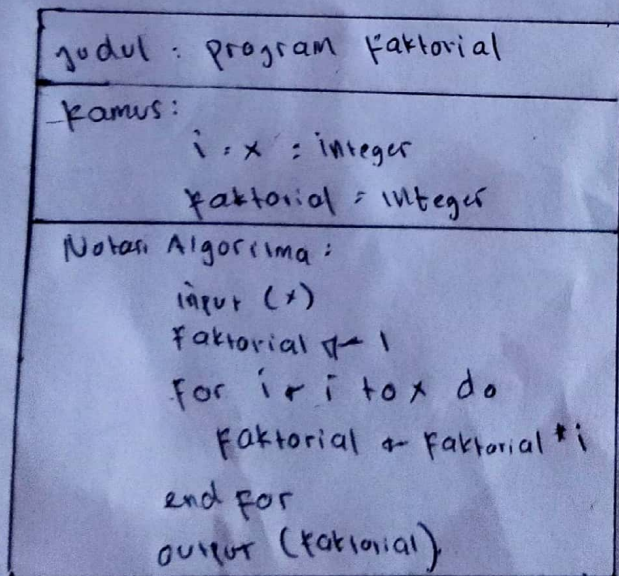 Judul : Program Faktorial
Kamus :
i , x : integer
Faktorial : integer
Notasi Algoritma :
input (x)
Faktorial ← 1
For i ← i to x do
Faktorial ← Faktorial * i
end for
output (Faktorial)